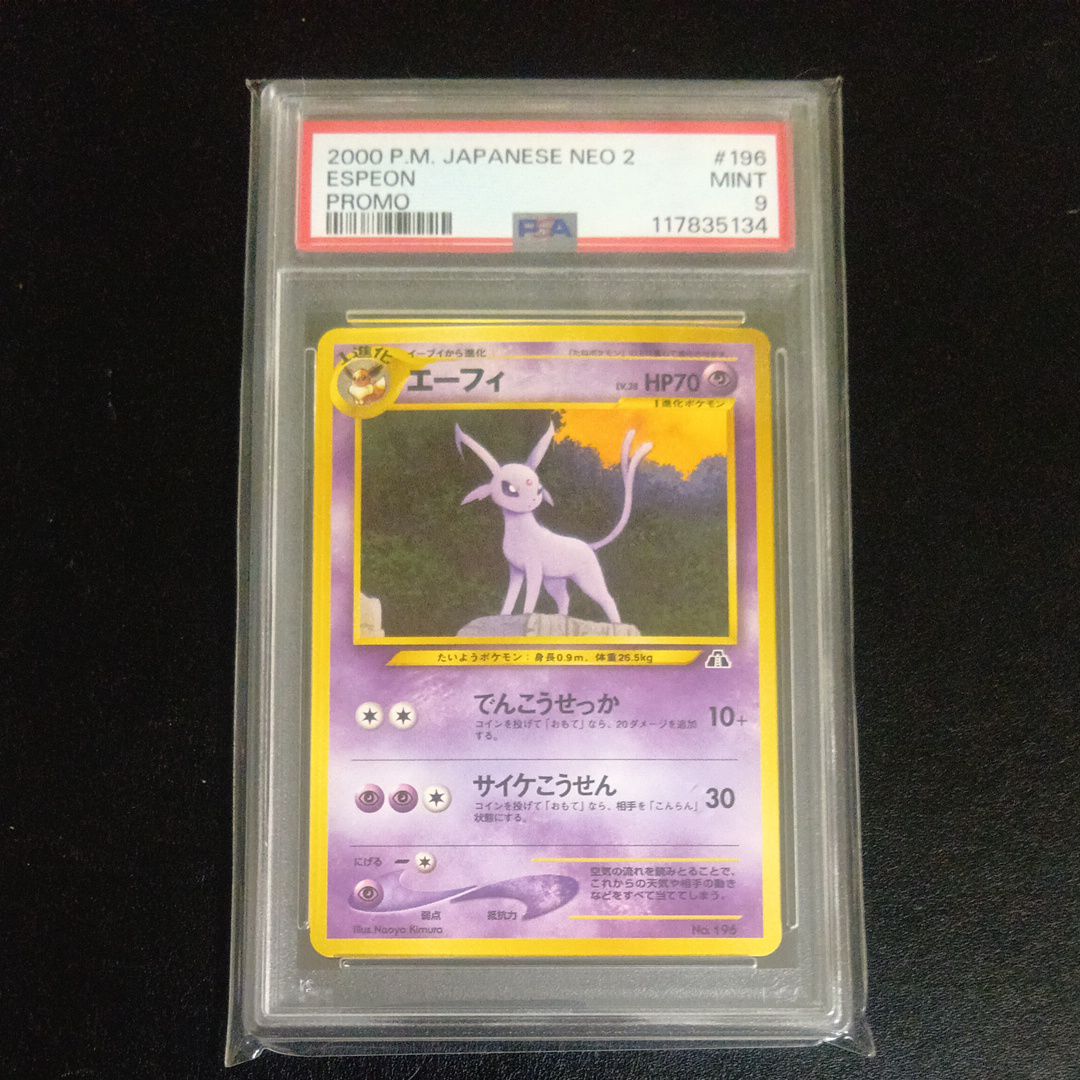 2000 P.M. JAPANESE NEO 2 #196
ESPEON MINT
PROMO 9
PSA 117835134
1進化 イーブイから進化
エーフィ LV.38 HP70
1進化ポケモン
たいようポケモン:身長0.9m、体重26.5kg
でんこうせっか 10+
コインを投げて「おもて」なら、20ダメージを追加
する。
サイケこうせん 30
コインを投げて「おもて」なら、相手を「こんらん」
状態にする。
にげる
空気の流れを読みとることで、
これからの天気や相手の動き
などをすべて当ててしまう。
弱点 抵抗力
Illus. Naoyo Kimura No. 196